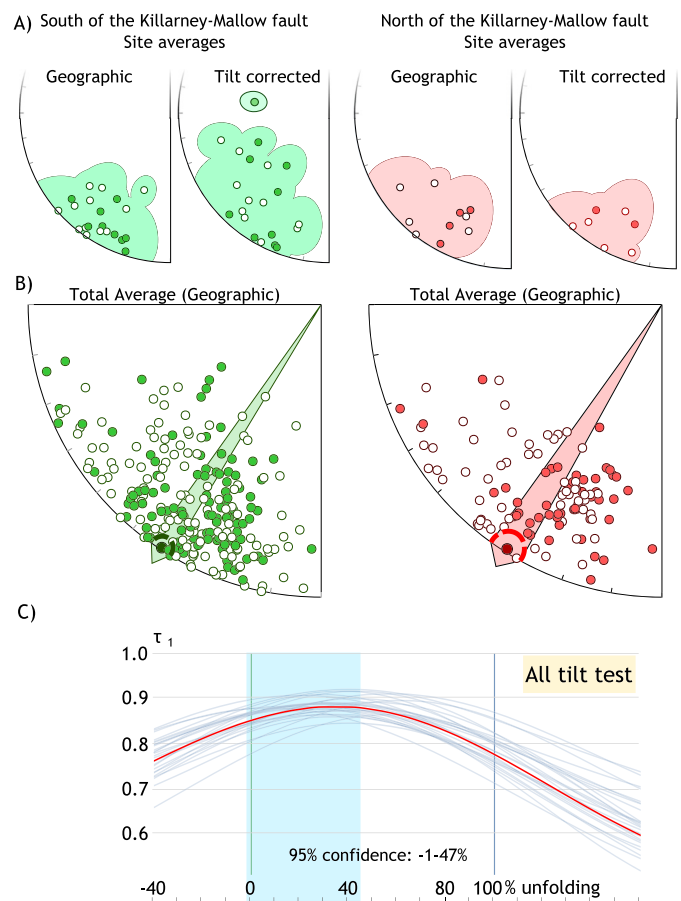 A)
South of the Killarney-Mallow fault
Site averages
North of the Killarney-Mallow fault
Site averages
Geographic
Tilt corrected
Geographic
Tilt corrected
B)
Total Average (Geographic)
Total Average (Geographic)
C)
τ 1
1.0
All tilt test
0.9
0.8
0.7
0.6
95% confidence: -1-47%
-40 0 40 80 100% unfolding